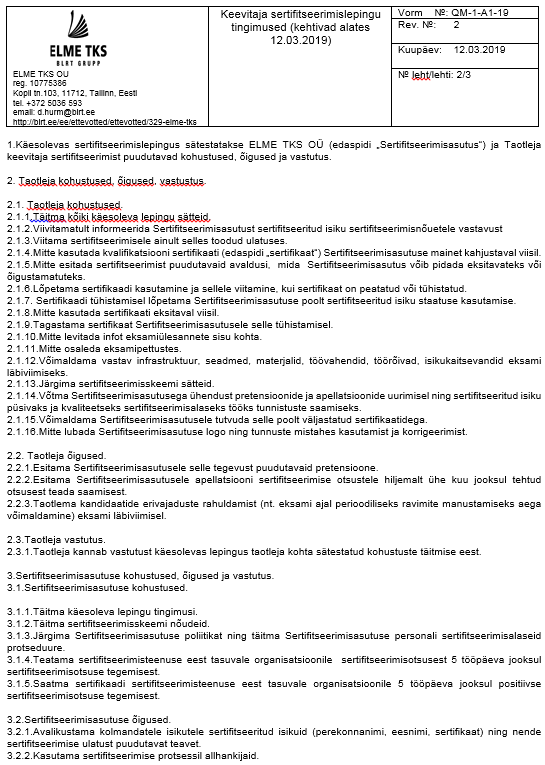 ELME TKS
BLRT GRUPP
ELME TKS OÜ
reg. 10775386
Kopli tn.103, 11712, Tallinn, Eesti
tel. +372 5036 593
email: d.hurm@blrt.ee
http://blrt.ee/ee/ettevotted/ettevotted/329-elme-tks
Keevitaja sertifitseerimislepingu
tingimused (kehtivad alates
12.03.2019)
Vorm №: QM-1-A1-19
Rev. №: 2
Kuupäev: 12.03.2019
№ leht/lehti: 2/3
1.Käesolevas sertifitseerimislepingus sätestatakse ELME TKS OÜ (edaspidi „Sertifitseerimisasutus“) ja Taotleja
keevitaja sertifitseerimist puudutavad kohustused, õigused ja vastutus.
2. Taotleja kohustused, õigused, vastustus.
2.1. Taotleja kohustused.
2.1.1.Täitma kõiki käesoleva lepingu sätteid.
2.1.2.Viivitamatult informeerida Sertifitseerimisasutust sertifitseeritud isiku sertifitseerimisnõuetele vastavust
2.1.3.Viitama sertifitseerimisele ainult selles toodud ulatuses.
2.1.4.Mitte kasutada kvalifikatsiooni sertifikaati (edaspidi „sertifikaat“) Sertifitseerimisasutuse mainet kahjustaval viisil.
2.1.5.Mitte esitada sertifitseerimist puudutavaid avaldusi, mida Sertifitseerimisasutus võib pidada eksitavateks või
õigustamatuteks.
2.1.6.Lõpetama sertifikaadi kasutamine ja sellele viitamine, kui sertifikaat on peatatud või tühistatud.
2.1.7. Sertifikaadi tühistamisel lõpetama Sertifitseerimisasutuse poolt sertifitseeritud isiku staatuse kasutamise.
2.1.8.Mitte kasutada sertifikaati eksitaval viisil.
2.1.9.Tagastama sertifikaat Sertifitseerimisasutusele selle tühistamisel.
2.1.10.Mitte levitada infot eksamiülesannete sisu kohta.
2.1.11.Mitte osaleda eksamipettustes.
2.1.12.Võimaldama vastav infrastruktuur, seadmed, materjalid, töövahendid, töörõivad, isikukaitsevandid eksami
läbiviimiseks.
2.1.13.Järgima sertifitseerimisskeemi sätteid.
2.1.14.Võtma Sertifitseerimisasutusega ühendust pretensioonide ja apellatsioonide uurimisel ning sertifitseeritud isiku
püsivaks ja kvaliteetseks sertifitseerimisalaseks tööks tunnistuste saamiseks.
2.1.15.Võimaldama Sertifitseerimisasutusele tutvuda selle poolt väljastatud sertifikaatidega.
2.1.16.Mitte lubada Sertifitseerimisasutuse logo ning tunnuste mistahes kasutamist ja korrigeerimist.
2.2. Taotleja õigused.
2.2.1.Esitama Sertifitseerimisasutusele selle tegevust puudutavaid pretensioone.
2.2.2.Esitama Sertifitseerimisasutusele apellatsiooni sertifitseerimise otsustele hiljemalt ühe kuu jooksul tehtud
otsusest teada saamisest.
2.2.3.Taotlema kandidaatide erivajaduste rahuldamist (nt. eksami ajal perioodiliseks ravimite manustamiseks aega
võimaldamine) eksami läbiviimisel.
2.3.Taotleja vastutus.
2.3.1.Taotleja kannab vastutust käesolevas lepingus taotleja kohta sätestatud kohustuste täitmise eest.
3.Sertifitseerimisasutuse kohustused, õigused ja vastutus.
3.1.Sertifitseerimisasutuse kohustused.
3.1.1.Täitma käesoleva lepingu tingimusi.
3.1.2.Täitma sertifitseerimisskeemi nõudeid.
3.1.3.Järgima Sertifitseerimisasutuse poliitikat ning täitma Sertifitseerimisasutuse personali sertifitseerimisalaseid
protseduure.
3.1.4.Teatama sertifitseerimisteenuse eest tasuvale organisatsioonile sertifitseerimisotsusest 5 tööpäeva jooksul
sertifitseerimisotsuse tegemisest.
3.1.5.Saatma sertifikaadi sertifitseerimisteenuse eest tasuvale organisatsioonile 5 tööpäeva jooksul positiivse
sertifitseerimisotsuse tegemisest.
3.2.Sertifitseerimisasutuse õigused.
3.2.1.Avalikustama kolmandatele isikutele sertifitseeritud isikuid (perekonnanimi, eesnimi, sertifikaat) ning nende
sertifitseerimise ulatust puudutavat teavet.
3.2.2.Kasutama sertifitseerimise protsessil allhankijaid.